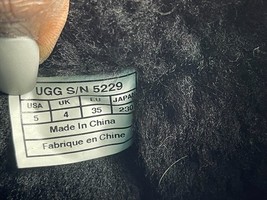 UGG S/N 5229
USA UK EU JAPAN
5 4 35 230
Made In China
Fabrique en Chine